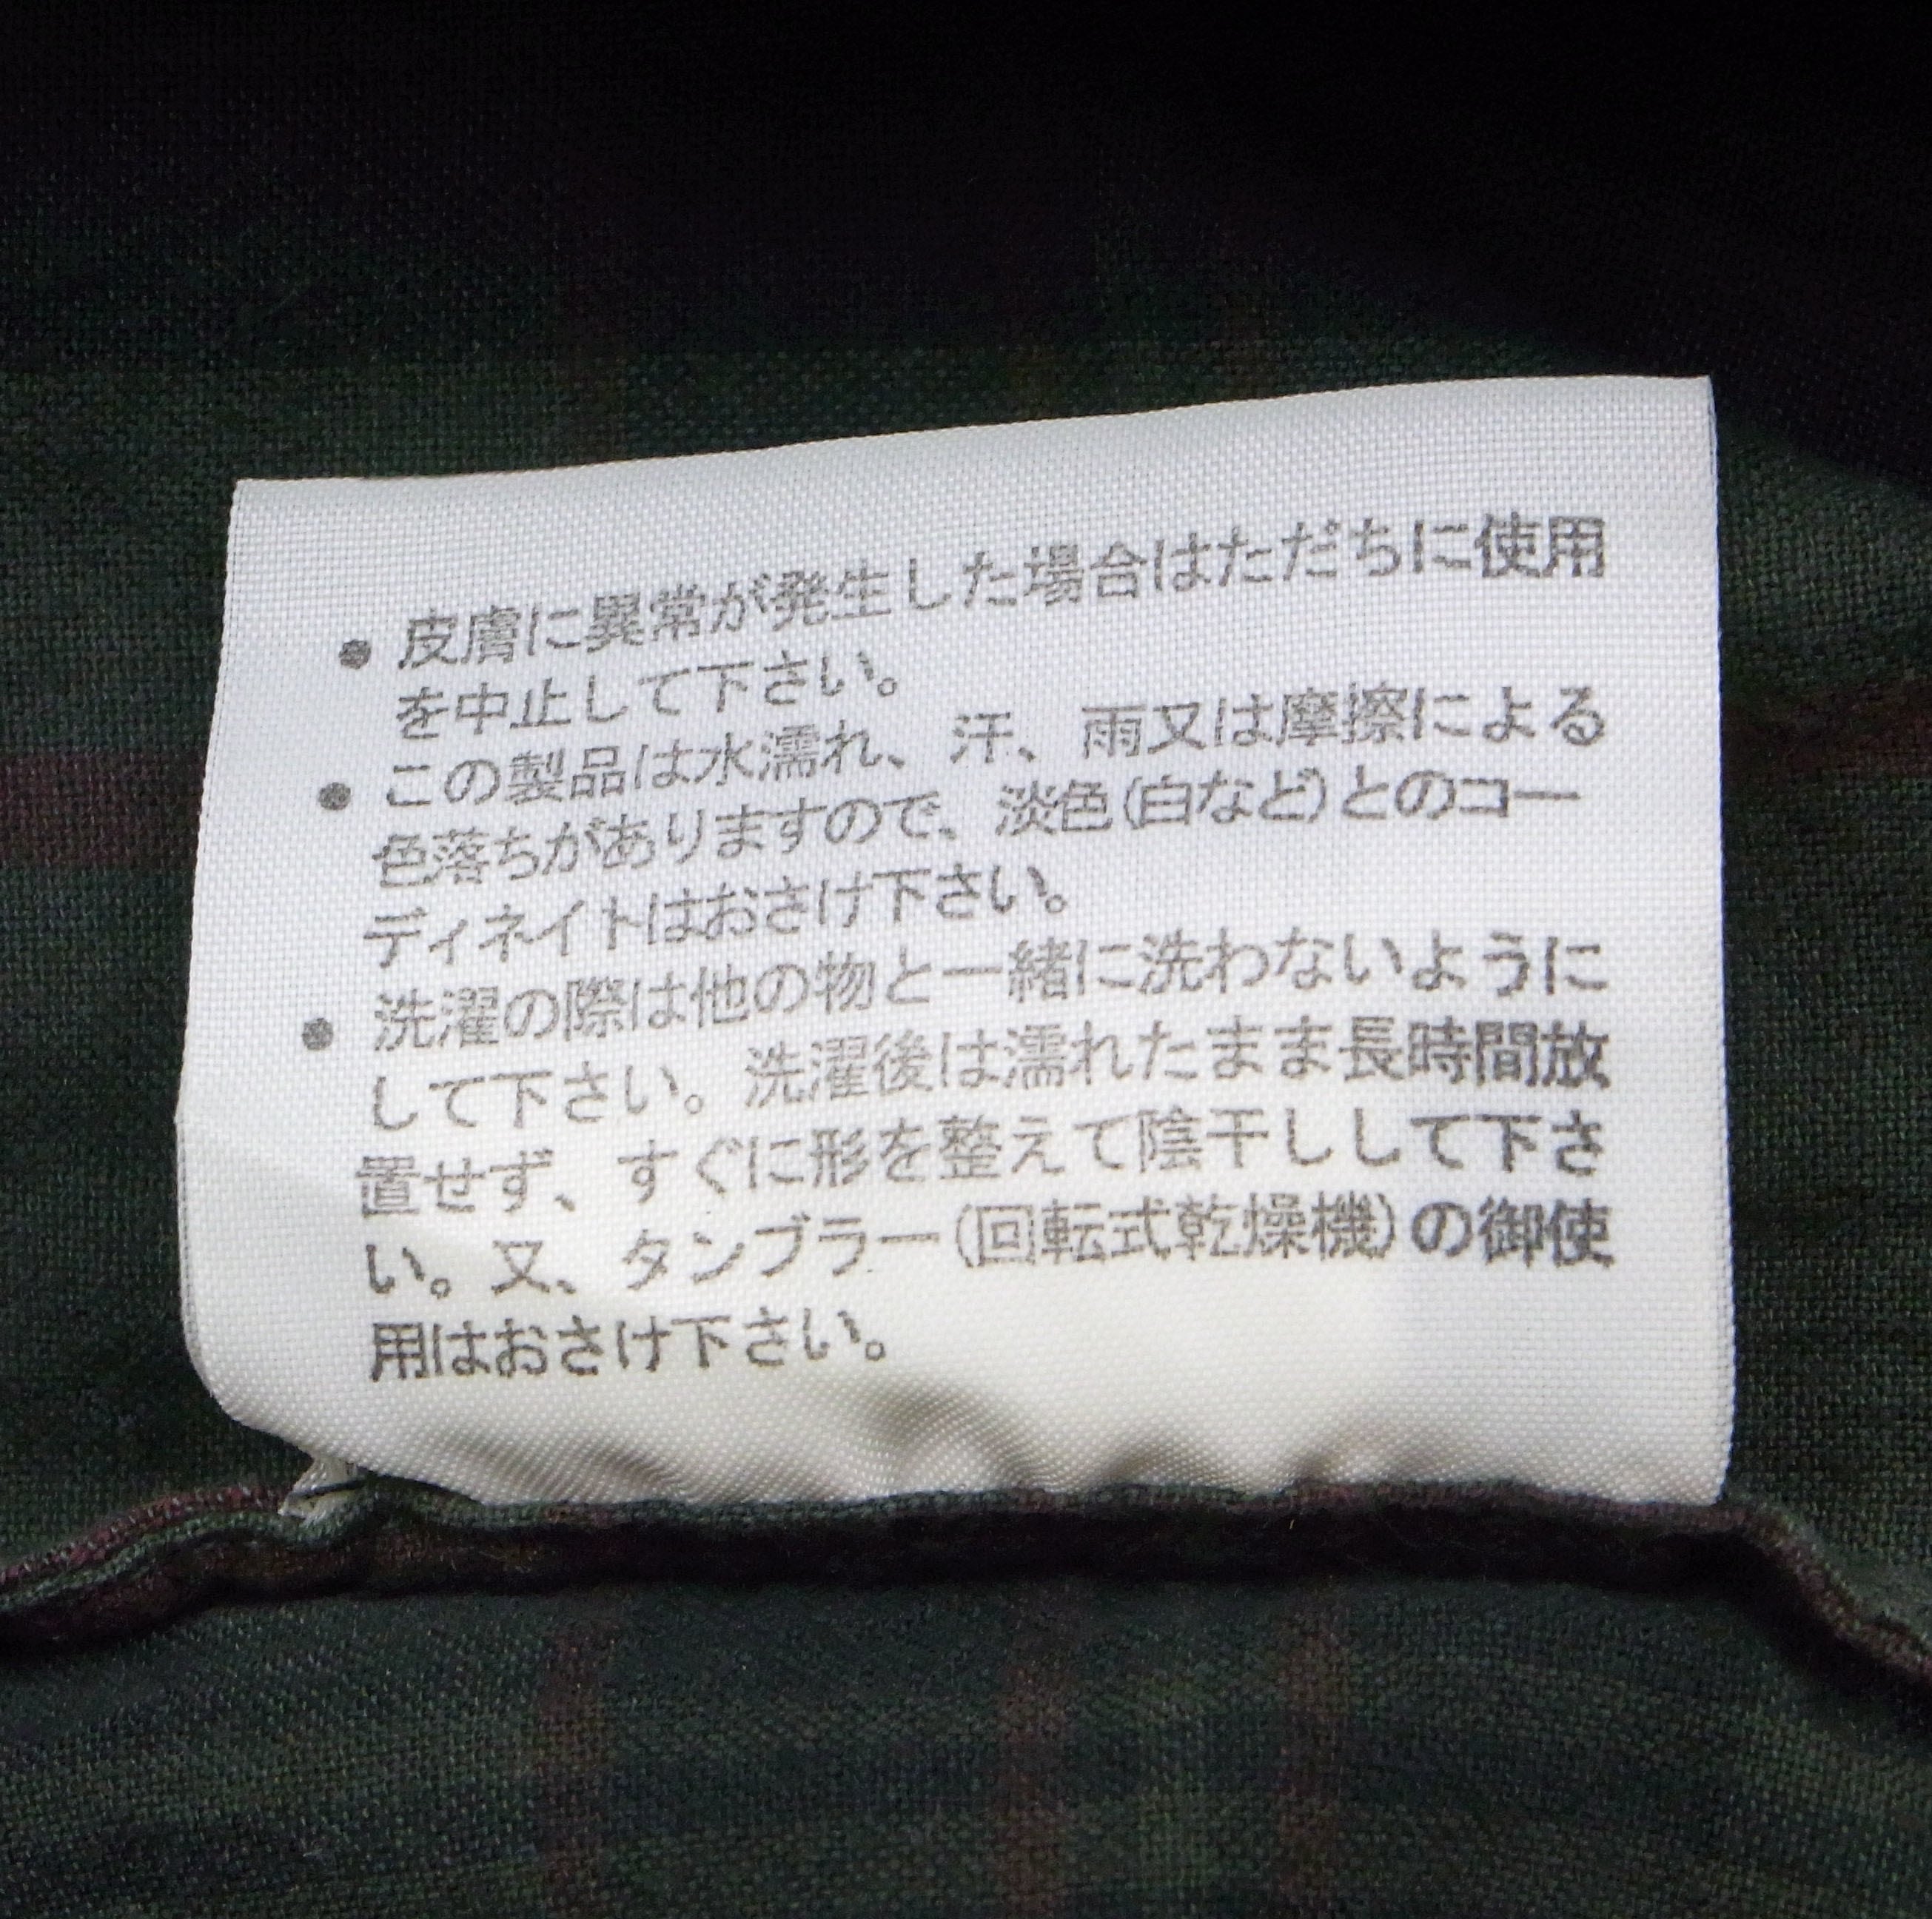 ● 皮膚に異常が発生した場合はただちに使用
を中止して下さい。
● この製品は水濡れ、汗、雨又は摩擦による
色落ちがありますので、淡色(白など)とのコー
ディネイトはおさけ下さい。
● 洗濯の際は他の物と一緒に洗わないように
して下さい。洗濯後は濡れたまま長時間放
置せず、すぐに形を整えて陰干しして下さ
い。又、タンブラー(回転式乾燥機)の御使
用はおさけ下さい。